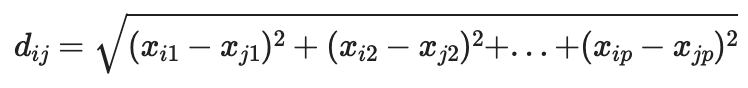 d_{ij} = \sqrt{(x_{i1} - x_{j1})^2 + (x_{i2} - x_{j2})^2 + \ldots + (x_{ip} - x_{jp})^2}